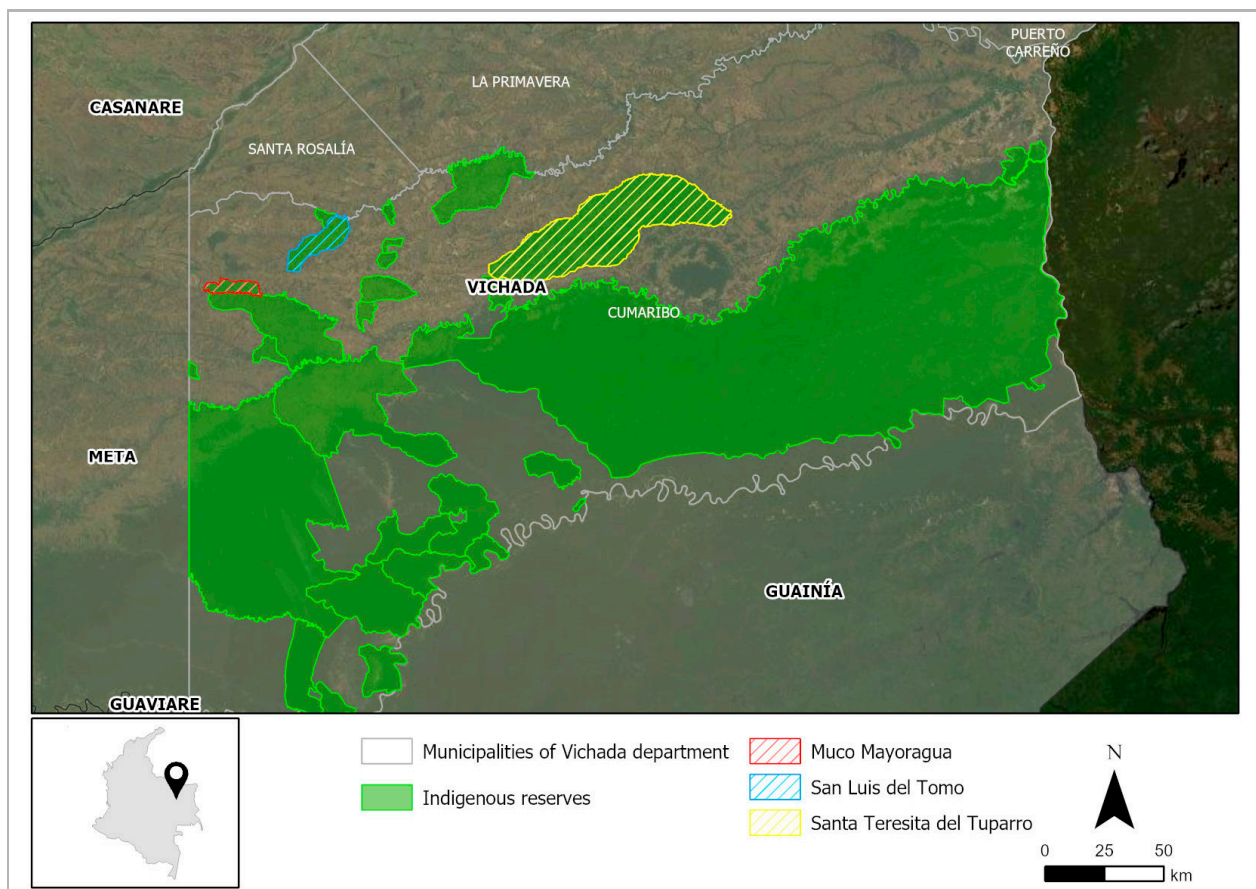 PUERTO
CARREÑO
LA PRIMAVERA
CASANARE
SANTA ROSALÍA
VICHADA
CUMARIBO
META
GUAINÍA
GUAVIARE
Municipalities of Vichada department
Indigenous reserves
Muco Mayoragua
San Luis del Tomo
Santa Teresita del Tuparro
N
0 25 50
km